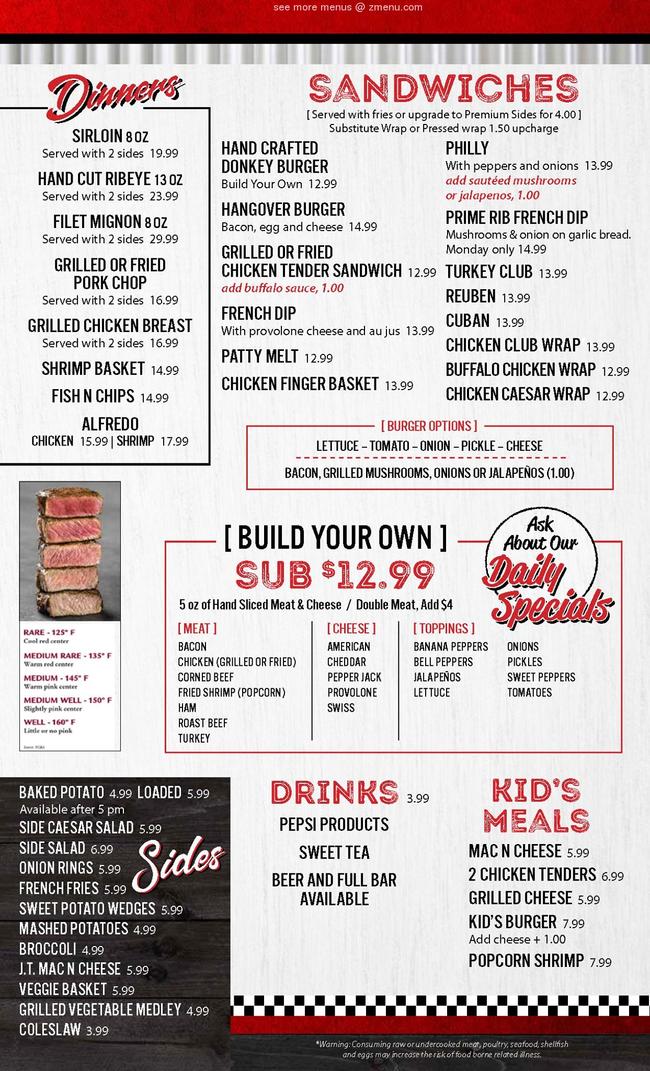 see more menus @ zmenu.com
Dinners
SIRLOIN 8 OZ
Served with 2 sides 19.99
HAND CUT RIBEYE 13 OZ
Served with 2 sides 23.99
FILET MIGNON 8 OZ
Served with 2 sides 29.99
GRILLED OR FRIED
PORK CHOP
Served with 2 sides 16.99
GRILLED CHICKEN BREAST
Served with 2 sides 16.99
SHRIMP BASKET 14.99
FISH N CHIPS 14.99
ALFREDO
CHICKEN 15.99 | SHRIMP 17.99
SANDWICHES
[ Served with fries or upgrade to Premium Sides for 4.00 ]
Substitute Wrap or Pressed wrap 1.50 upcharge
HAND CRAFTED
DONKEY BURGER
Build Your Own 12.99
HANGOVER BURGER
Bacon, egg and cheese 14.99
GRILLED OR FRIED
CHICKEN TENDER SANDWICH 12.99
add buffalo sauce, 1.00
FRENCH DIP
With provolone cheese and au jus 13.99
PATTY MELT 12.99
CHICKEN FINGER BASKET 13.99
PHILLY
With peppers and onions 13.99
add sautéed mushrooms
or jalapenos, 1.00
PRIME RIB FRENCH DIP
Mushrooms & onion on garlic bread.
Monday only 14.99
TURKEY CLUB 13.99
REUBEN 13.99
CUBAN 13.99
CHICKEN CLUB WRAP 13.99
BUFFALO CHICKEN WRAP 12.99
CHICKEN CAESAR WRAP 12.99
[ BURGER OPTIONS ]
LETTUCE – TOMATO – ONION – PICKLE – CHEESE
BACON, GRILLED MUSHROOMS, ONIONS OR JALAPEÑOS (1.00)
RARE - 125° F
Cool red center
MEDIUM RARE - 135° F
Warm red center
MEDIUM - 145° F
Warm pink center
MEDIUM WELL - 150° F
Slightly pink center
WELL - 160° F
Little or no pink
[ BUILD YOUR OWN ]
SUB $12.99
5 oz of Hand Sliced Meat & Cheese / Double Meat, Add $4
Ask
About Our
Daily
Specials
[ MEAT ]
BACON
CHICKEN (GRILLED OR FRIED)
CORNED BEEF
FRIED SHRIMP (POPCORN)
HAM
ROAST BEEF
TURKEY
[ CHEESE ]
AMERICAN
CHEDDAR
PEPPER JACK
PROVOLONE
SWISS
[ TOPPINGS ]
BANANA PEPPERS
BELL PEPPERS
JALAPEÑOS
LETTUCE
ONIONS
PICKLES
SWEET PEPPERS
TOMATOES
Sides
BAKED POTATO 4.99 LOADED 5.99
Available after 5 pm
SIDE CAESAR SALAD 5.99
SIDE SALAD 6.99
ONION RINGS 5.99
FRENCH FRIES 5.99
SWEET POTATO WEDGES 5.99
MASHED POTATOES 4.99
BROCCOLI 4.99
J.T. MAC N CHEESE 5.99
VEGGIE BASKET 5.99
GRILLED VEGETABLE MEDLEY 4.99
COLESLAW 3.99
DRINKS 3.99
PEPSI PRODUCTS
SWEET TEA
BEER AND FULL BAR
AVAILABLE
KID'S
MEALS
MAC N CHEESE 5.99
2 CHICKEN TENDERS 6.99
GRILLED CHEESE 5.99
KID'S BURGER 7.99
Add cheese + 1.00
POPCORN SHRIMP 7.99
*Warning: Consuming raw or undercooked meat, poultry, seafood, shellfish
and eggs may increase the risk of food borne related illness.